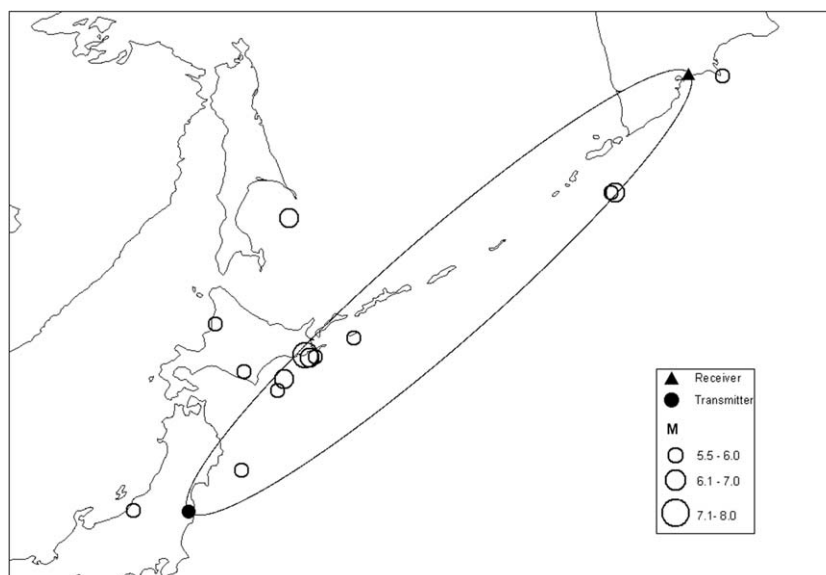 Receiver
Transmitter
M
5.5 - 6.0
6.1 - 7.0
7.1- 8.0